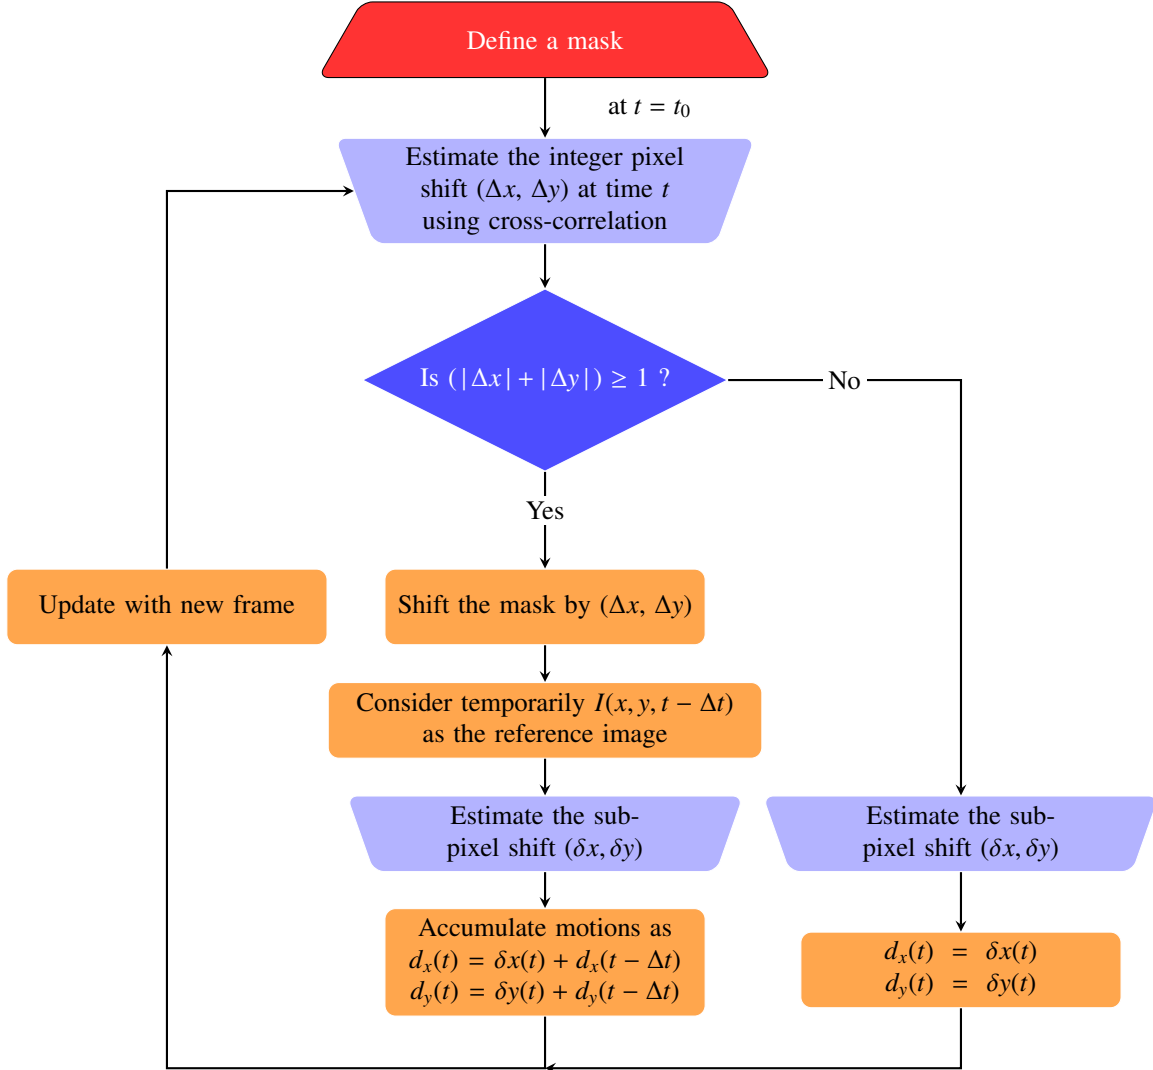 Define a mask
at t = t₀
Estimate the integer pixel
shift (Δx, Δy) at time t
using cross-correlation
Is (|Δx| + |Δy|) ≥ 1 ?
No
Yes
Update with new frame
Shift the mask by (Δx, Δy)
Consider temporarily I(x, y, t − Δt)
as the reference image
Estimate the sub-
pixel shift (δx, δy)
Estimate the sub-
pixel shift (δx, δy)
Accumulate motions as
dₓ(t) = δx(t) + dₓ(t − Δt)
d_y(t) = δy(t) + d_y(t − Δt)
dₓ(t) = δx(t)
d_y(t) = δy(t)